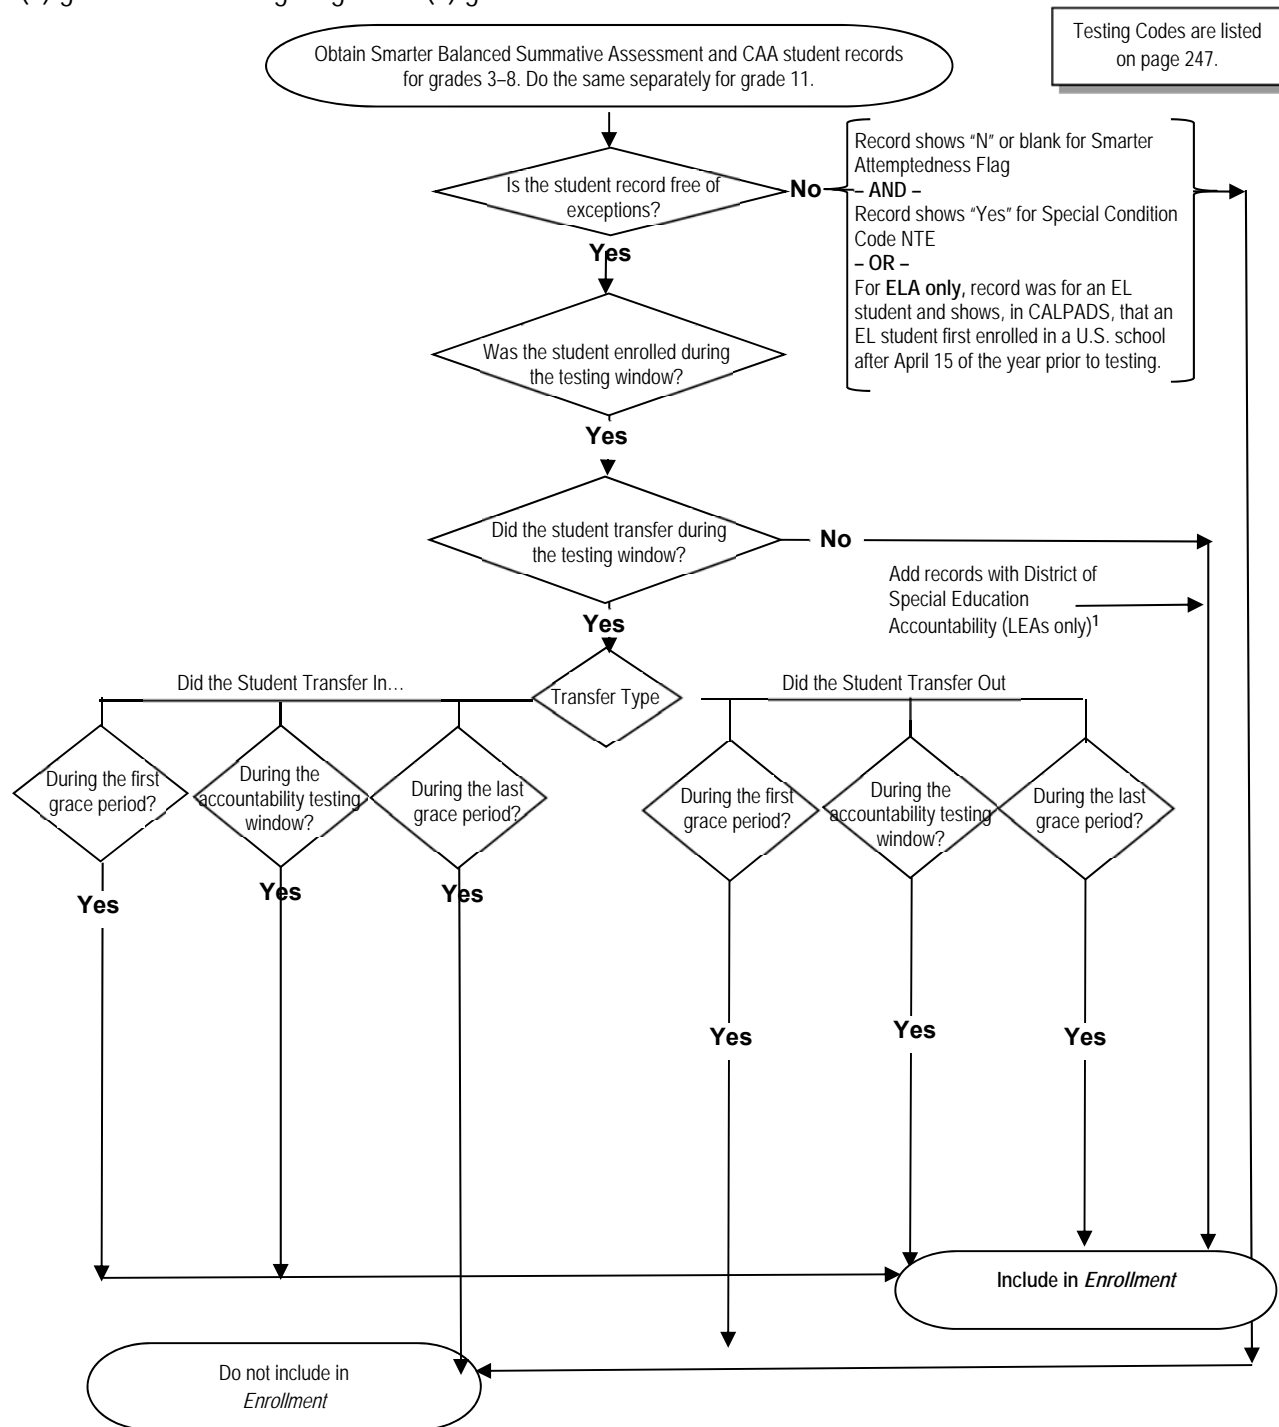 Testing Codes are listed
on page 247.
Obtain Smarter Balanced Summative Assessment and CAA student records
for grades 3–8. Do the same separately for grade 11.
Is the student record free of
exceptions?
No
Record shows “N” or blank for Smarter
Attemptedness Flag
– AND –
Record shows “Yes” for Special Condition
Code NTE
– OR –
For ELA only, record was for an EL
student and shows, in CALPADS, that an
EL student first enrolled in a U.S. school
after April 15 of the year prior to testing.
Yes
Was the student enrolled during
the testing window?
Yes
Did the student transfer during
the testing window?
No
Add records with District of
Special Education
Accountability (LEAs only)1
Yes
Transfer Type
Did the Student Transfer In…
Did the Student Transfer Out
During the first
grace period?
During the
accountability testing
window?
During the last
grace period?
During the first
grace period?
During the
accountability testing
window?
During the last
grace period?
Yes
Yes
Yes
Yes
Yes
Yes
Include in Enrollment
Do not include in
Enrollment